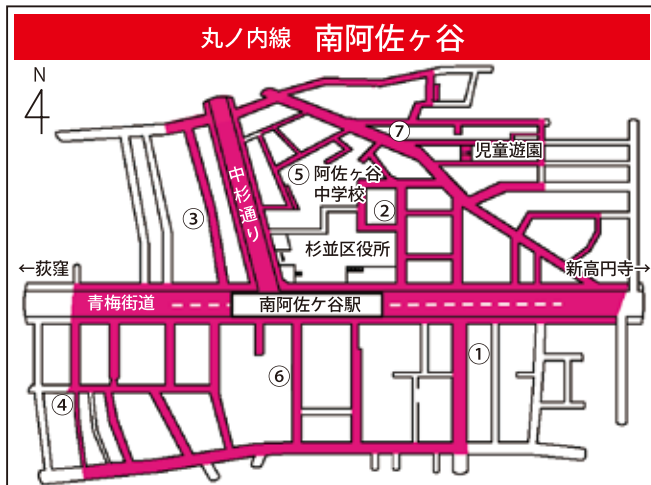 丸ノ内線 南阿佐ヶ谷
N
⑦
児童遊園
中杉通り
⑤ 阿佐ヶ谷
中学校
③
②
杉並区役所
←荻窪
新高円寺→
青梅街道
南阿佐ケ谷駅
①
⑥
④